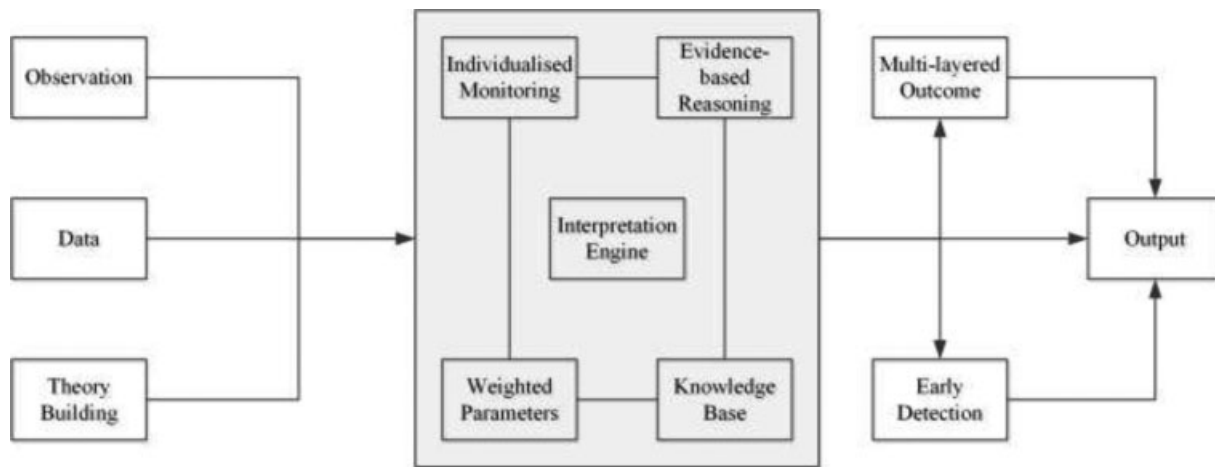 Observation
Data
Theory
Building
Individualised
Monitoring
Evidence-
based
Reasoning
Interpretation
Engine
Weighted
Parameters
Knowledge
Base
Multi-layered
Outcome
Early
Detection
Output